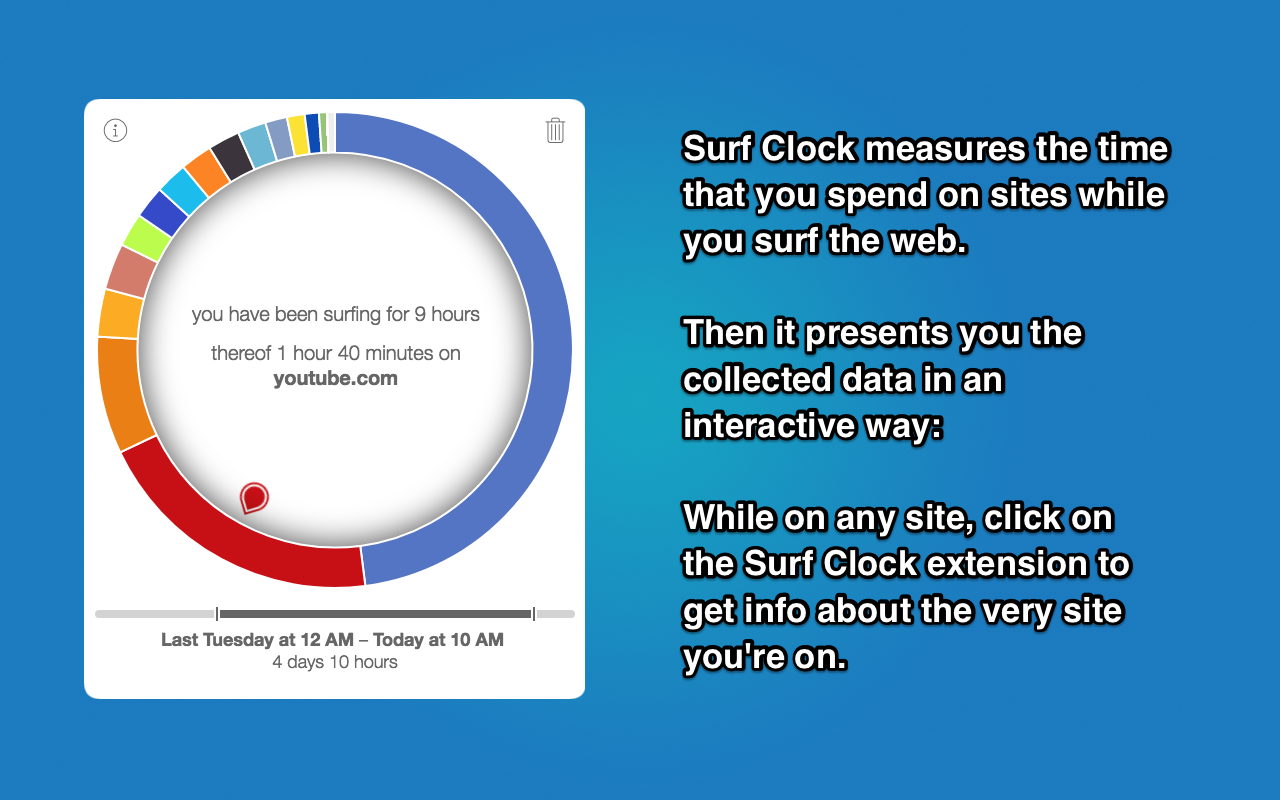 you have been surfing for 9 hours
thereof 1 hour 40 minutes on
youtube.com
Last Tuesday at 12 AM – Today at 10 AM
4 days 10 hours
Surf Clock measures the time
that you spend on sites while
you surf the web.
Then it presents you the
collected data in an
interactive way:
While on any site, click on
the Surf Clock extension to
get info about the very site
you're on.